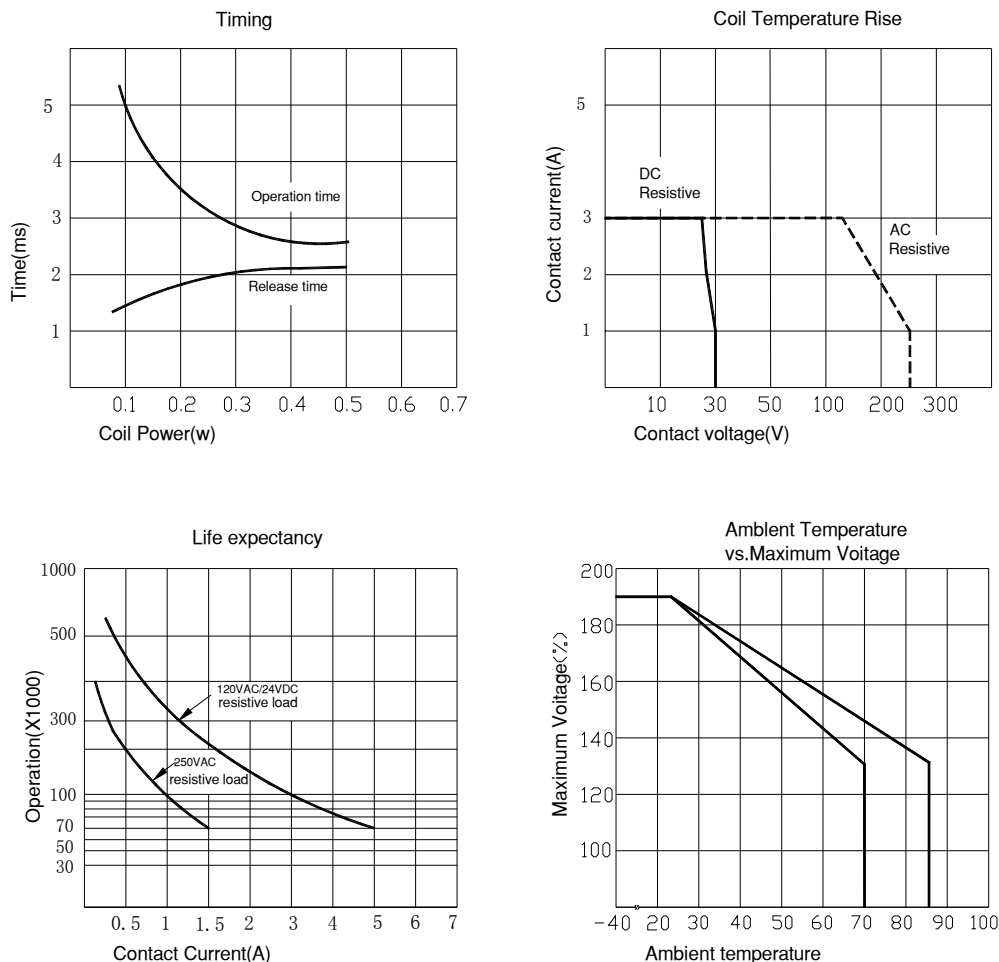 Timing
5
4
3
2
1
Time(ms)
Operation time
Release time
0.1 0.2 0.3 0.4 0.5 0.6 0.7
Coil Power(w)
Coil Temperature Rise
Contact current(A)
5
3
2
1
DC
Resistive
AC
Resistive
10 30 50 100 200 300
Contact voltage(V)
Life expectancy
1000
500
300
100
70
50
30
Operation(X1000)
120VAC/24VDC
resistive load
250VAC
resistive load
0.5 1 1.5 2 3 4 5 6 7
Contact Current(A)
Amblent Temperature
vs.Maximum Voitage
200
180
160
140
120
100
Maximum Voitage(%)
-40 20 20 30 40 50 60 70 80 90 100
Ambient temperature